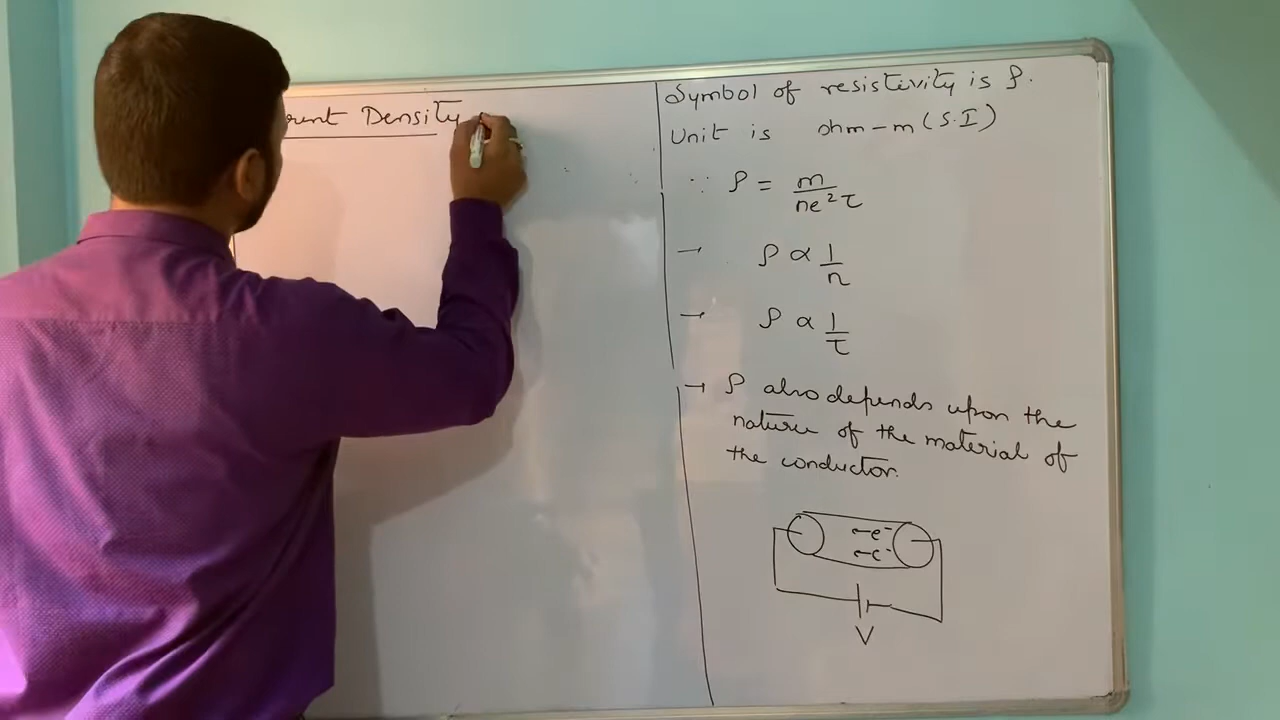 rrent Density
Symbol of resistivity is ρ.
Unit is ohm-m (S.I)
∵ ρ = m/ne²τ
→ ρ ∝ 1/n
→ ρ ∝ 1/τ
→ ρ also depends upon the
nature of the material of
the conductor.
←e⁻
←e⁻
V